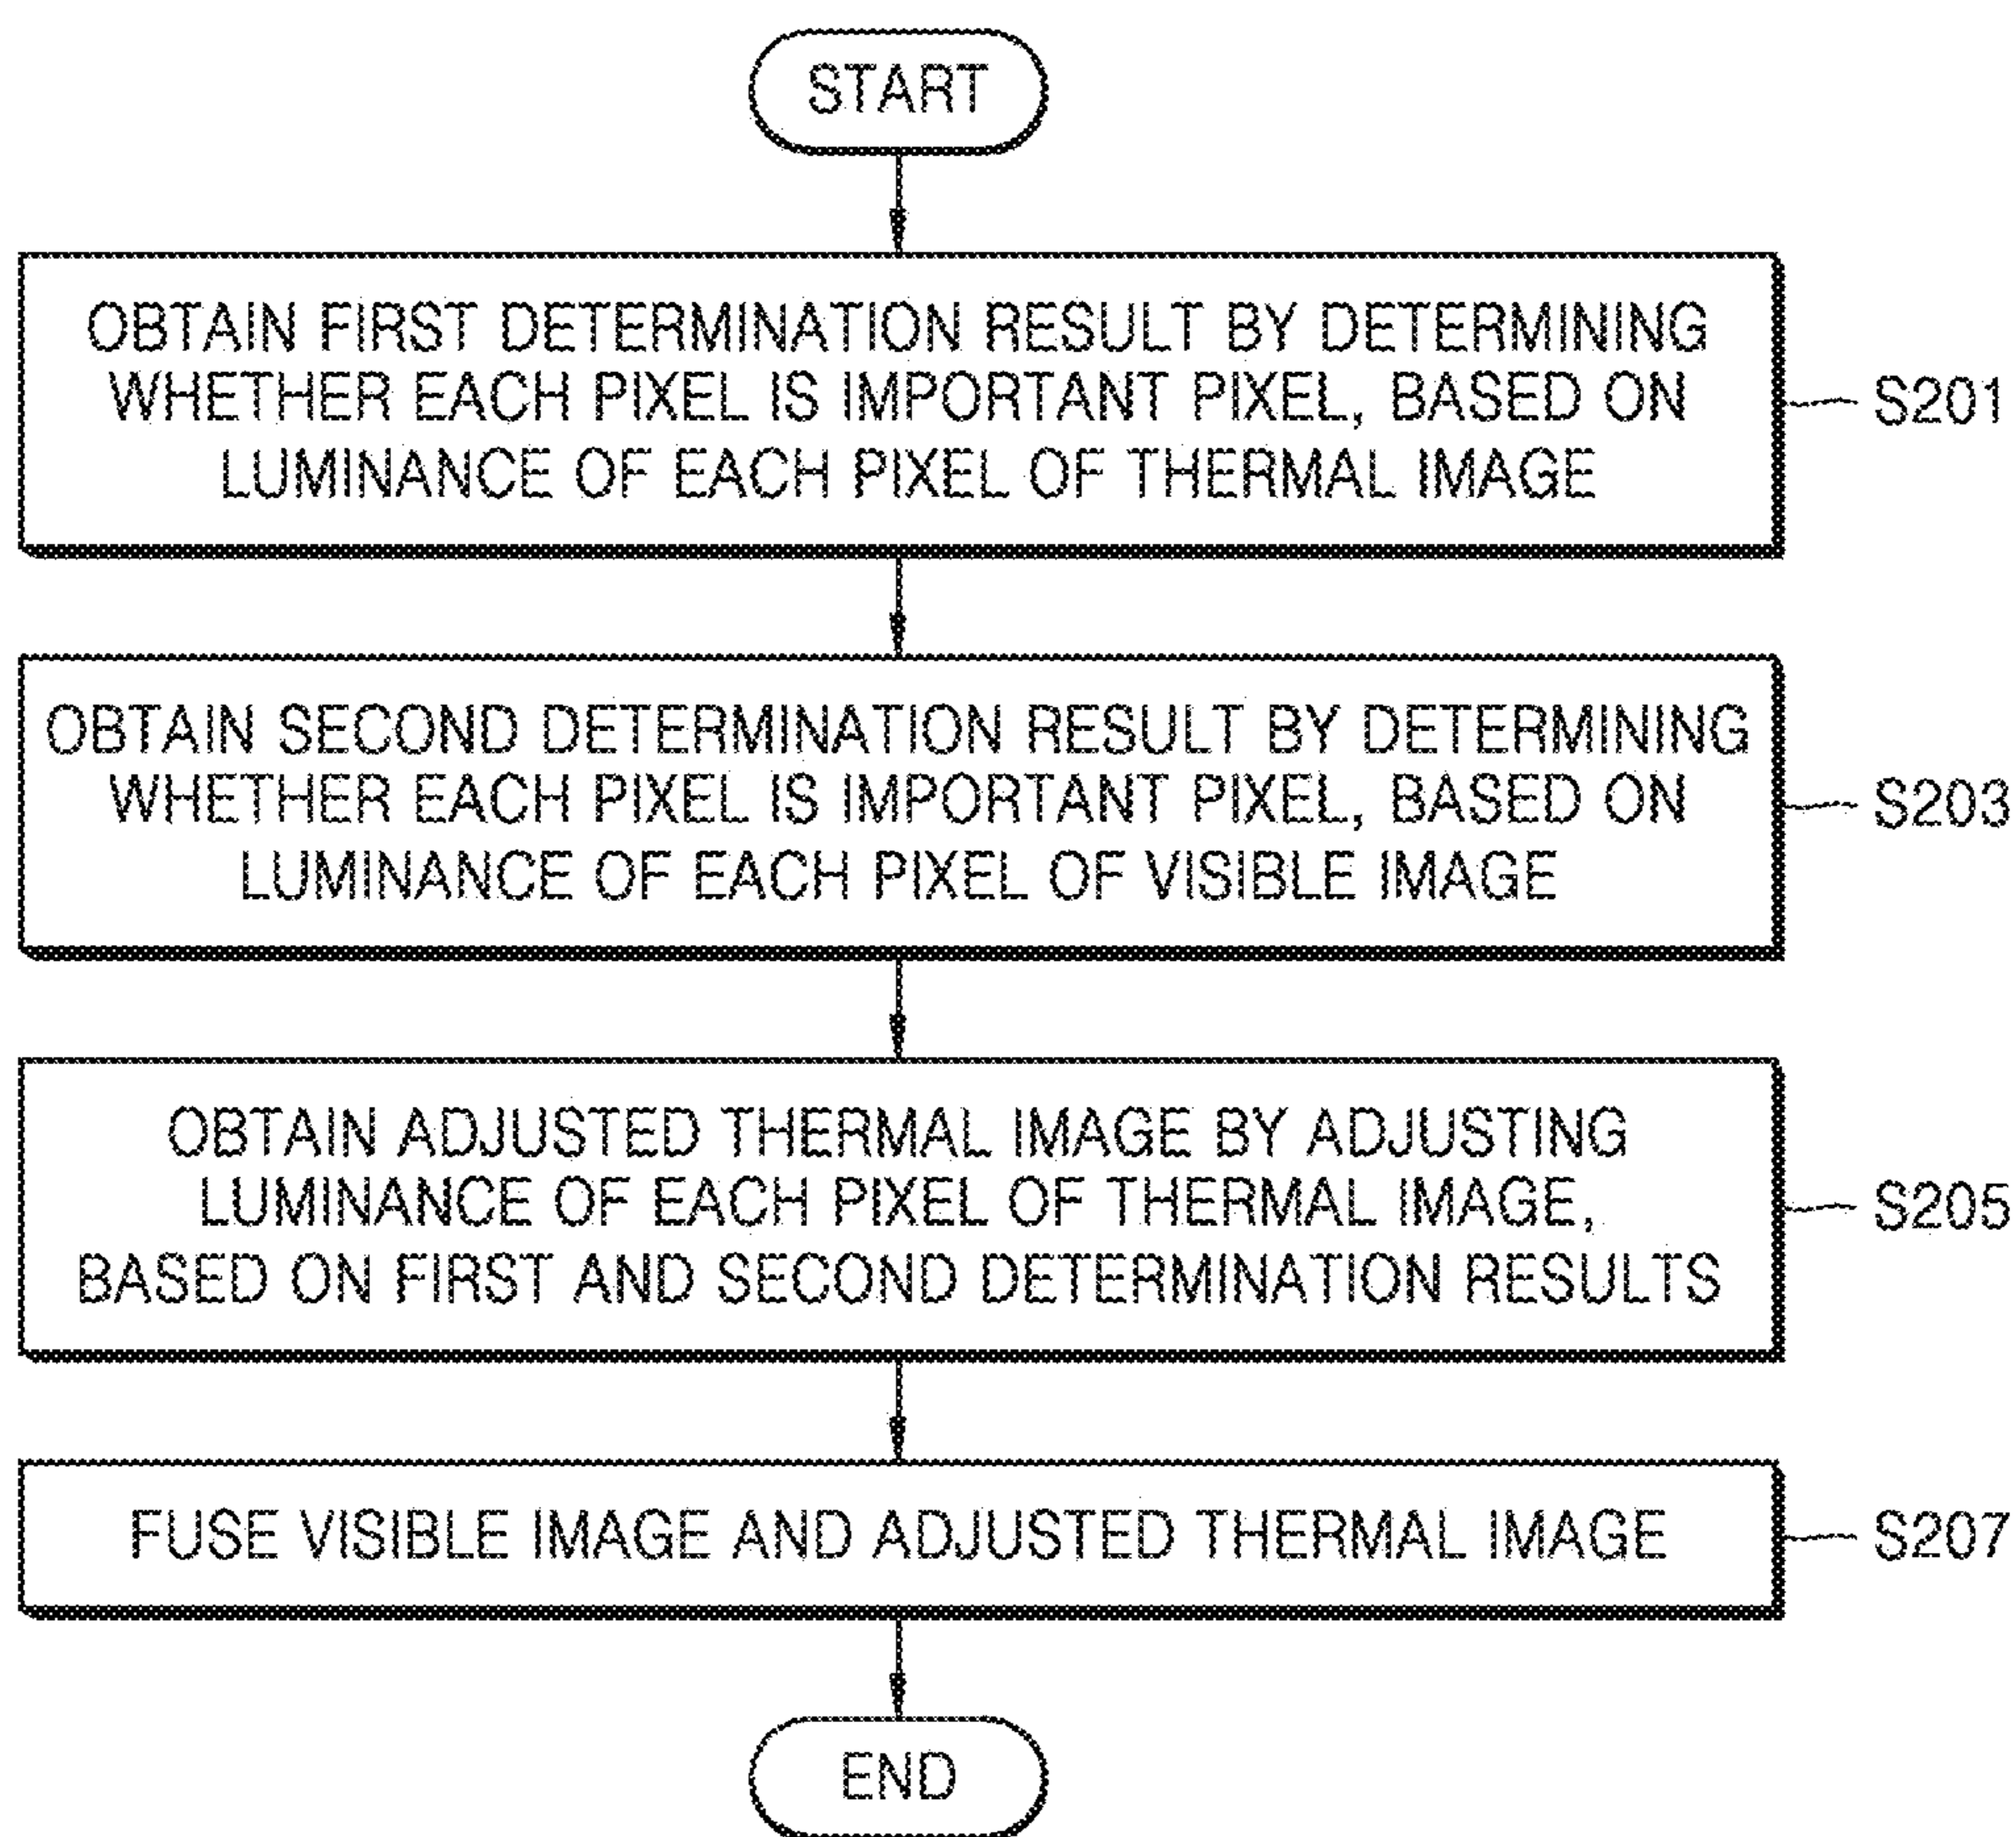 START
OBTAIN FIRST DETERMINATION RESULT BY DETERMINING
WHETHER EACH PIXEL IS IMPORTANT PIXEL, BASED ON
LUMINANCE OF EACH PIXEL OF THERMAL IMAGE
S201
OBTAIN SECOND DETERMINATION RESULT BY DETERMINING
WHETHER EACH PIXEL IS IMPORTANT PIXEL, BASED ON
LUMINANCE OF EACH PIXEL OF VISIBLE IMAGE
S203
OBTAIN ADJUSTED THERMAL IMAGE BY ADJUSTING
LUMINANCE OF EACH PIXEL OF THERMAL IMAGE,
BASED ON FIRST AND SECOND DETERMINATION RESULTS
S205
FUSE VISIBLE IMAGE AND ADJUSTED THERMAL IMAGE
S207
END